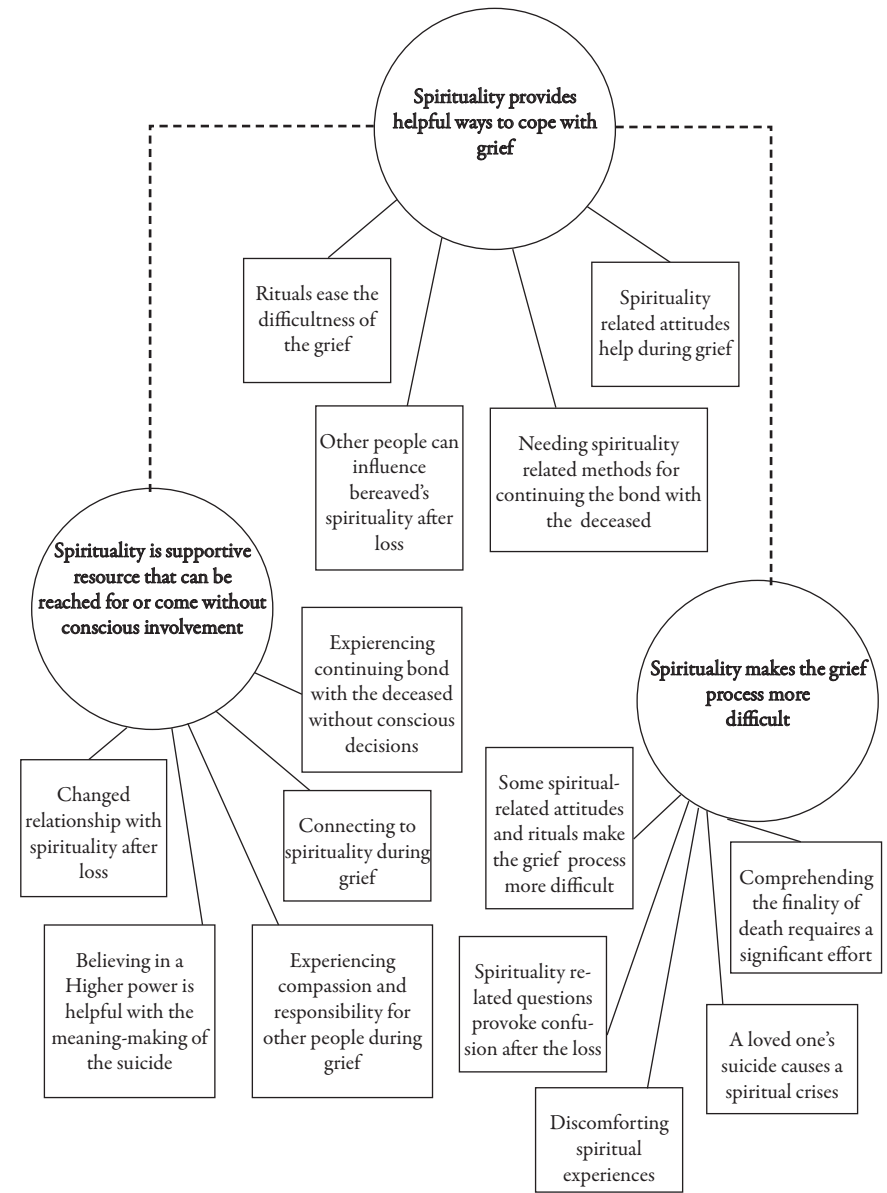 Spirituality provides
helpful ways to cope with
grief
Rituals ease the
difficultness of
the grief
Spirituality
related attitudes
help during grief
Other people can
influence
bereaved's
spirituality after
loss
Needing spirituality
related methods for
continuing the bond with
the deceased
Spirituality is supportive
resource that can be
reached for or come without
conscious involvement
Expierencing
continuing bond
with the deceased
without conscious
decisions
Changed
relationship with
spirituality after
loss
Connecting to
spirituality during
grief
Believing in a
Higher power is
helpful with the
meaning-making of
the suicide
Experiencing
compassion and
responsibility for
other people during
grief
Spirituality makes the grief
process more
difficult
Some spiritual-
related attitudes
and rituals make
the grief process
more difficult
Comprehending
the finality of
death requaires a
significant effort
Spirituality re-
lated questions
provoke confu-
sion after the loss
A loved one's
suicide causes a
spiritual crises
Discomforting
spiritual
experiences